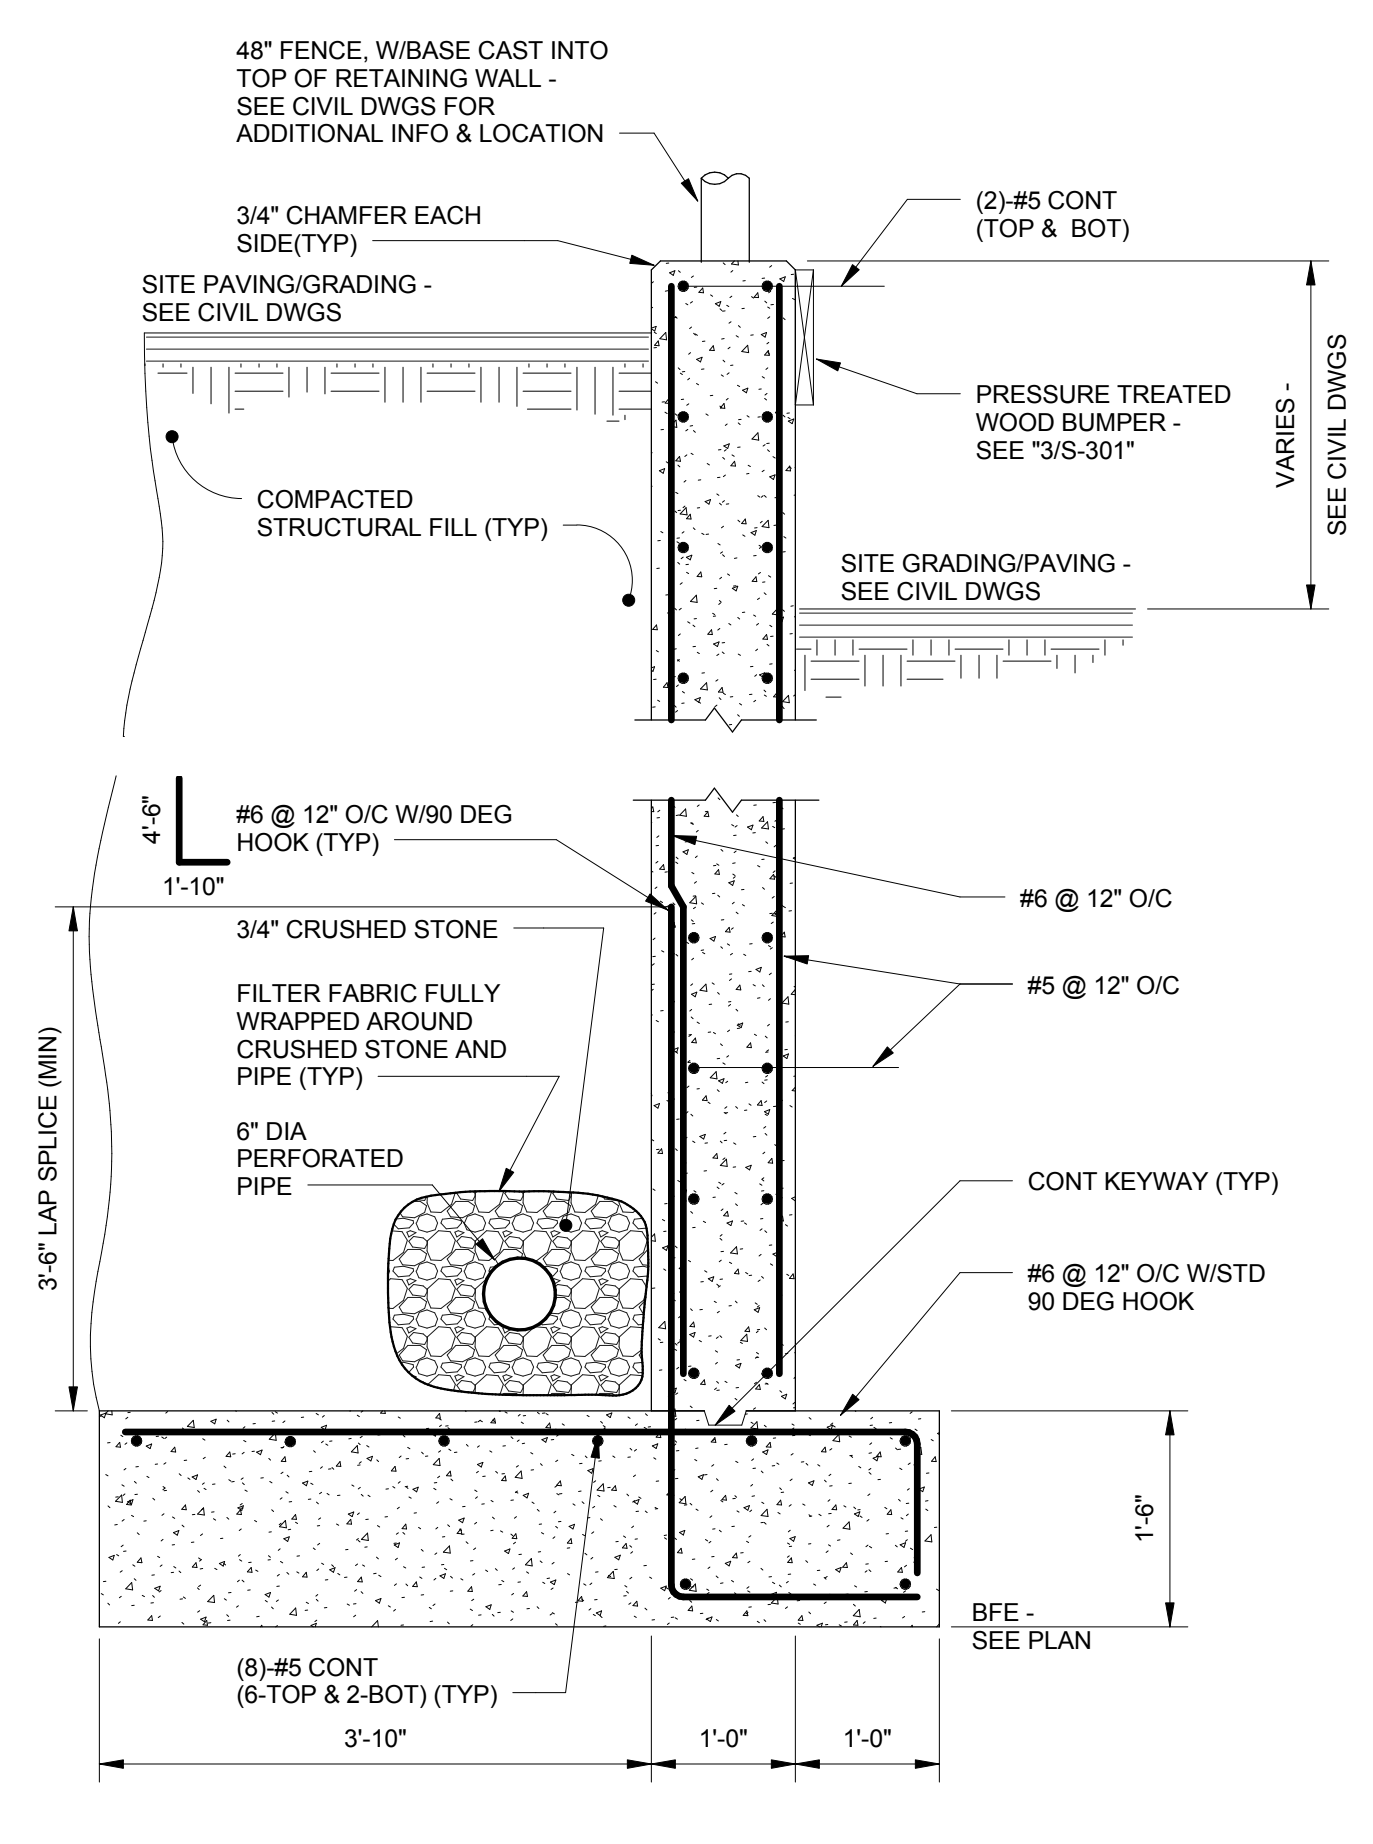 48" FENCE, W/BASE CAST INTO
TOP OF RETAINING WALL -
SEE CIVIL DWGS FOR
ADDITIONAL INFO & LOCATION
3/4" CHAMFER EACH
SIDE(TYP)
(2)-#5 CONT
(TOP & BOT)
SITE PAVING/GRADING -
SEE CIVIL DWGS
PRESSURE TREATED
WOOD BUMPER -
SEE "3/S-301"
VARIES -
SEE CIVIL DWGS
COMPACTED
STRUCTURAL FILL (TYP)
SITE GRADING/PAVING -
SEE CIVIL DWGS
4'-6"
1'-10"
#6 @ 12" O/C W/90 DEG
HOOK (TYP)
#6 @ 12" O/C
3/4" CRUSHED STONE
#5 @ 12" O/C
FILTER FABRIC FULLY
WRAPPED AROUND
CRUSHED STONE AND
PIPE (TYP)
3'-6" LAP SPLICE (MIN)
6" DIA
PERFORATED
PIPE
CONT KEYWAY (TYP)
#6 @ 12" O/C W/STD
90 DEG HOOK
1'-6"
BFE -
SEE PLAN
(8)-#5 CONT
(6-TOP & 2-BOT) (TYP)
3'-10"
1'-0"
1'-0"